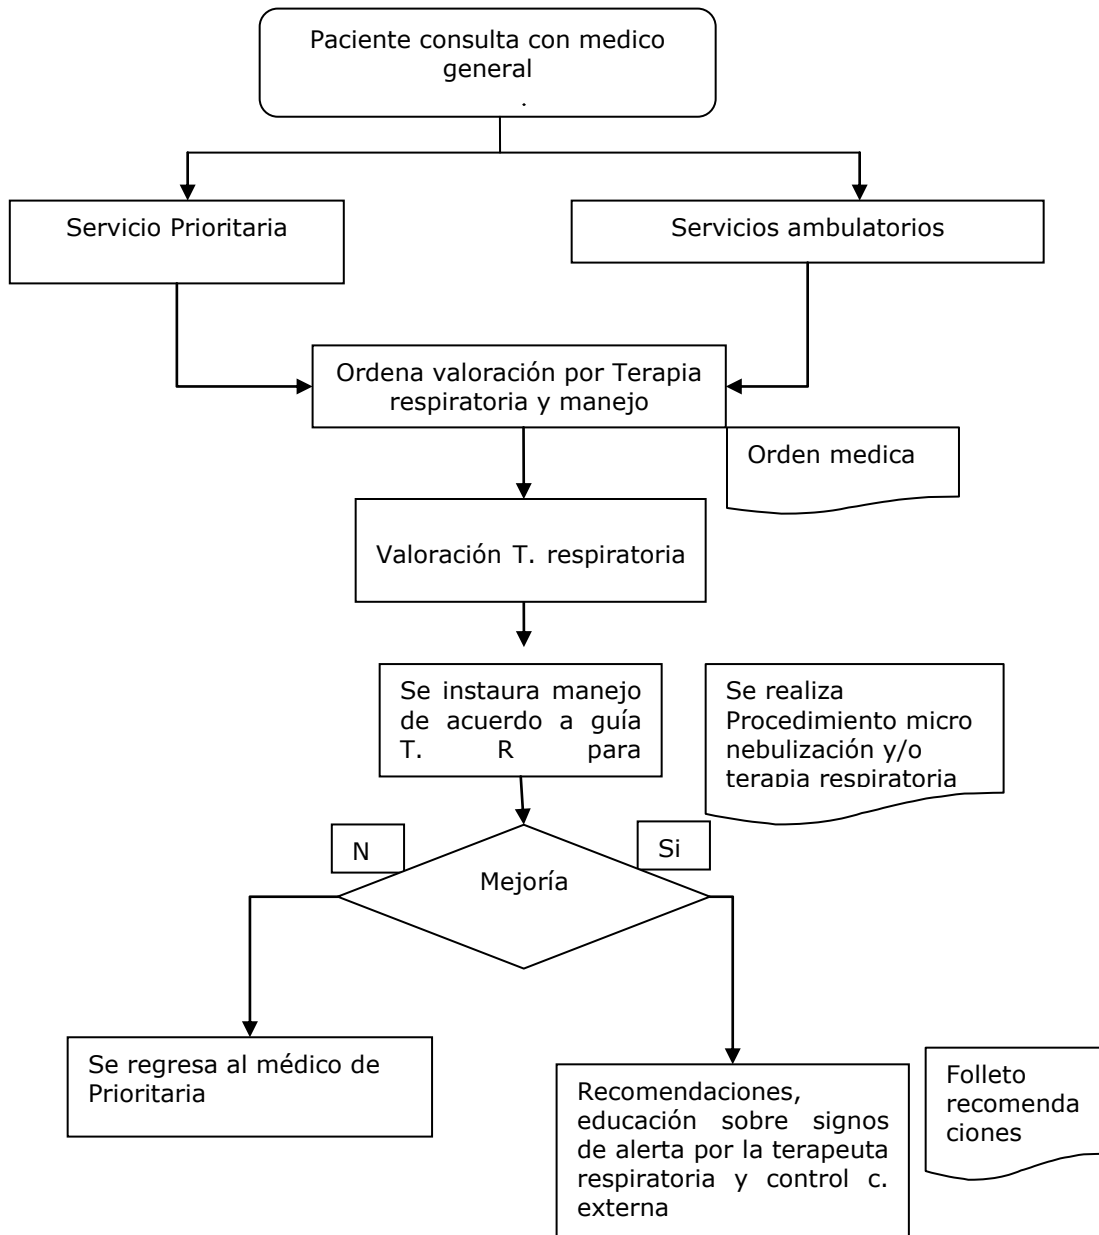 Paciente consulta con medico
general
.
Servicio Prioritaria
Servicios ambulatorios
Ordena valoración por Terapia
respiratoria y manejo
Orden medica
Valoración T. respiratoria
Se instaura manejo
de acuerdo a guía
T. R para
Se realiza
Procedimiento micro
nebulización y/o
terapia respiratoria
N
Si
Mejoría
Se regresa al médico de
Prioritaria
Recomendaciones,
educación sobre signos
de alerta por la terapeuta
respiratoria y control c.
externa
Folleto
recomenda
ciones